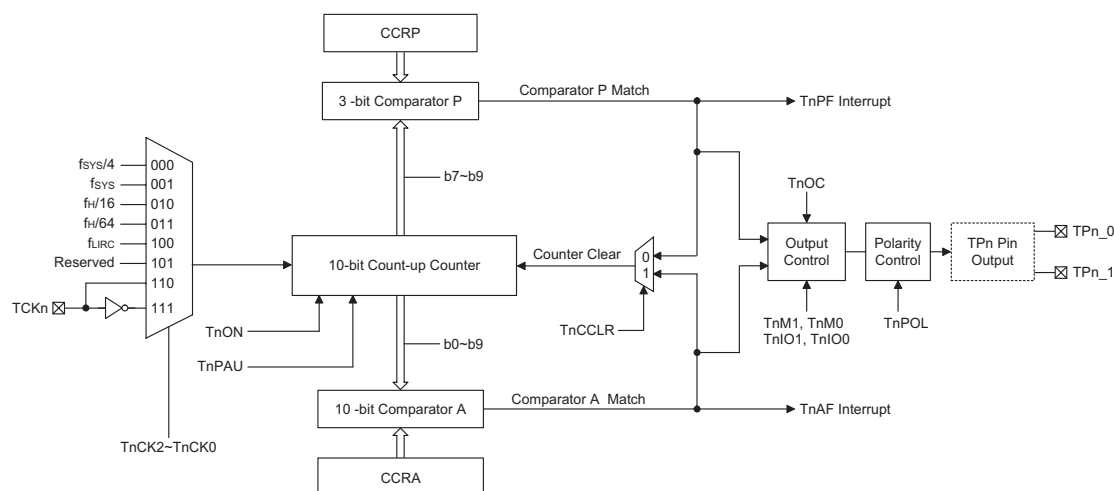 CCRP
3 -bit Comparator P
Comparator P Match
TnPF Interrupt
b7~b9
fSYS/4 000
fSYS 001
fH/16 010
fH/64 011
fLIRC 100
Reserved 101
110
TCKn 111
TnCK2~TnCK0
10-bit Count-up Counter
Counter Clear
0
1
TnCCLR
TnON
TnPAU
b0~b9
TnOC
Output
Control
TnM1, TnM0
TnIO1, TnIO0
Polarity
Control
TnPOL
TPn Pin
Output
TPn_0
TPn_1
10 -bit Comparator A
Comparator A Match
TnAF Interrupt
CCRA